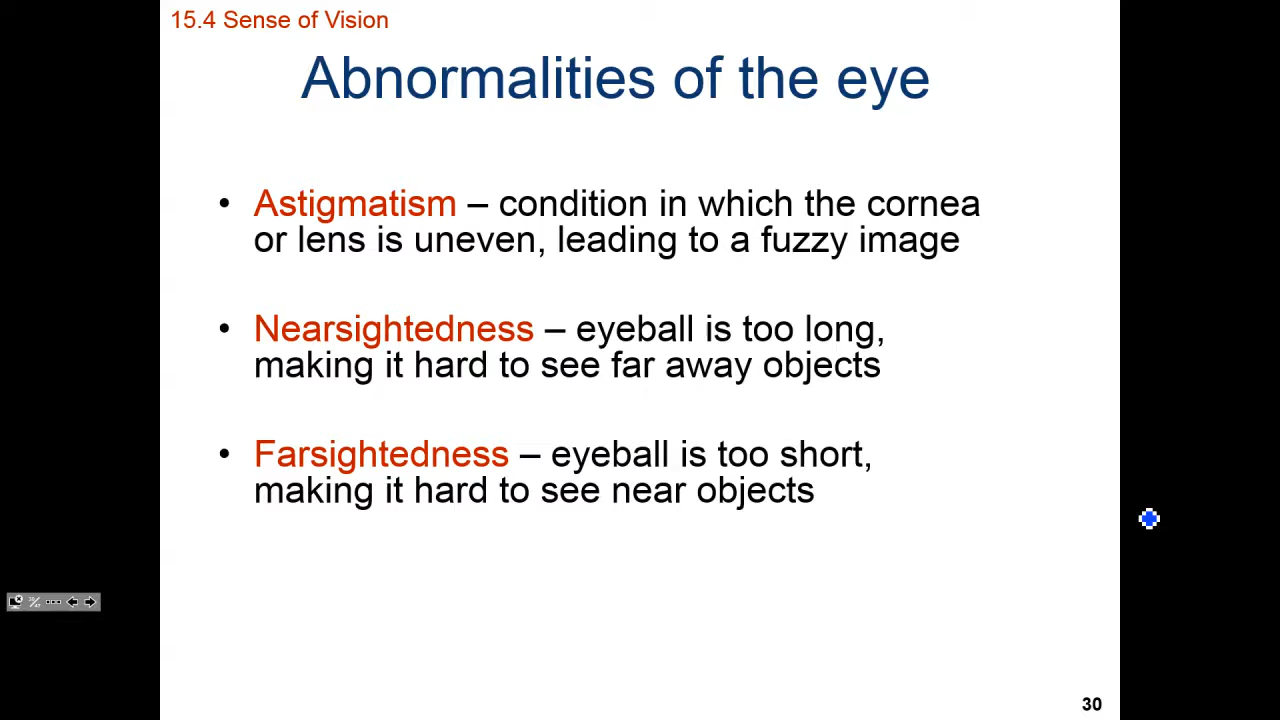 15.4 Sense of Vision
Abnormalities of the eye
• Astigmatism – condition in which the cornea
or lens is uneven, leading to a fuzzy image
• Nearsightedness – eyeball is too long,
making it hard to see far away objects
• Farsightedness – eyeball is too short,
making it hard to see near objects
30